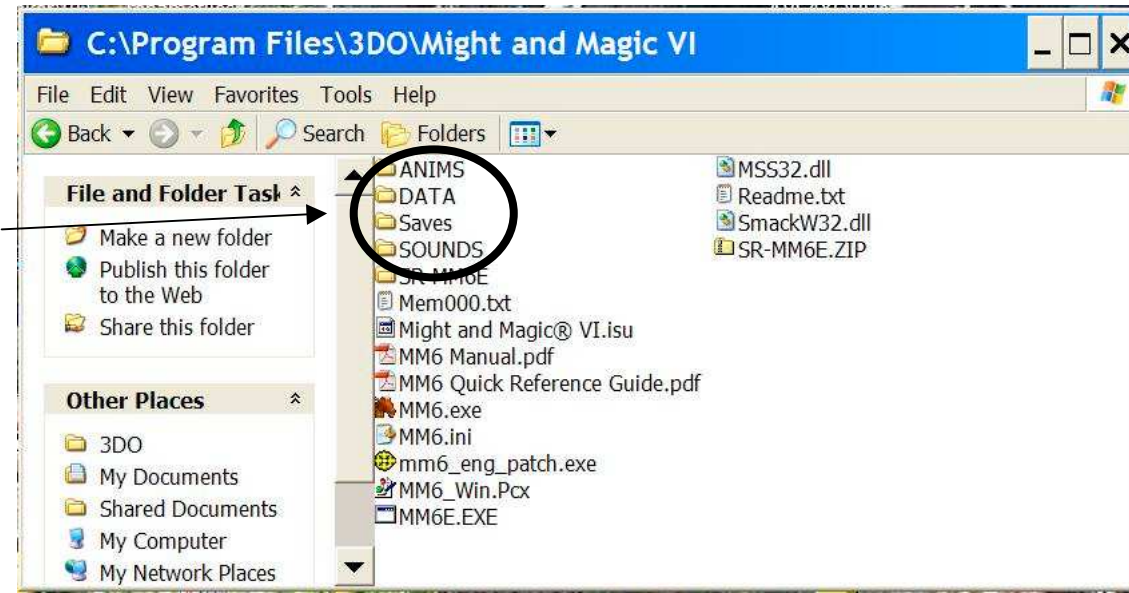 C:\Program Files\3DO\Might and Magic VI
File Edit View Favorites Tools Help
Back Search Folders
File and Folder Task
Make a new folder
Publish this folder
to the Web
Share this folder
Other Places
3DO
My Documents
Shared Documents
My Computer
My Network Places
ANIMS
DATA
Saves
SOUNDS
SR-MM6E
Mem000.txt
Might and Magic® VI.isu
MM6 Manual.pdf
MM6 Quick Reference Guide.pdf
MM6.exe
MM6.ini
mm6_eng_patch.exe
MM6_Win.Pcx
MM6E.EXE
MSS32.dll
Readme.txt
SmackW32.dll
SR-MM6E.ZIP